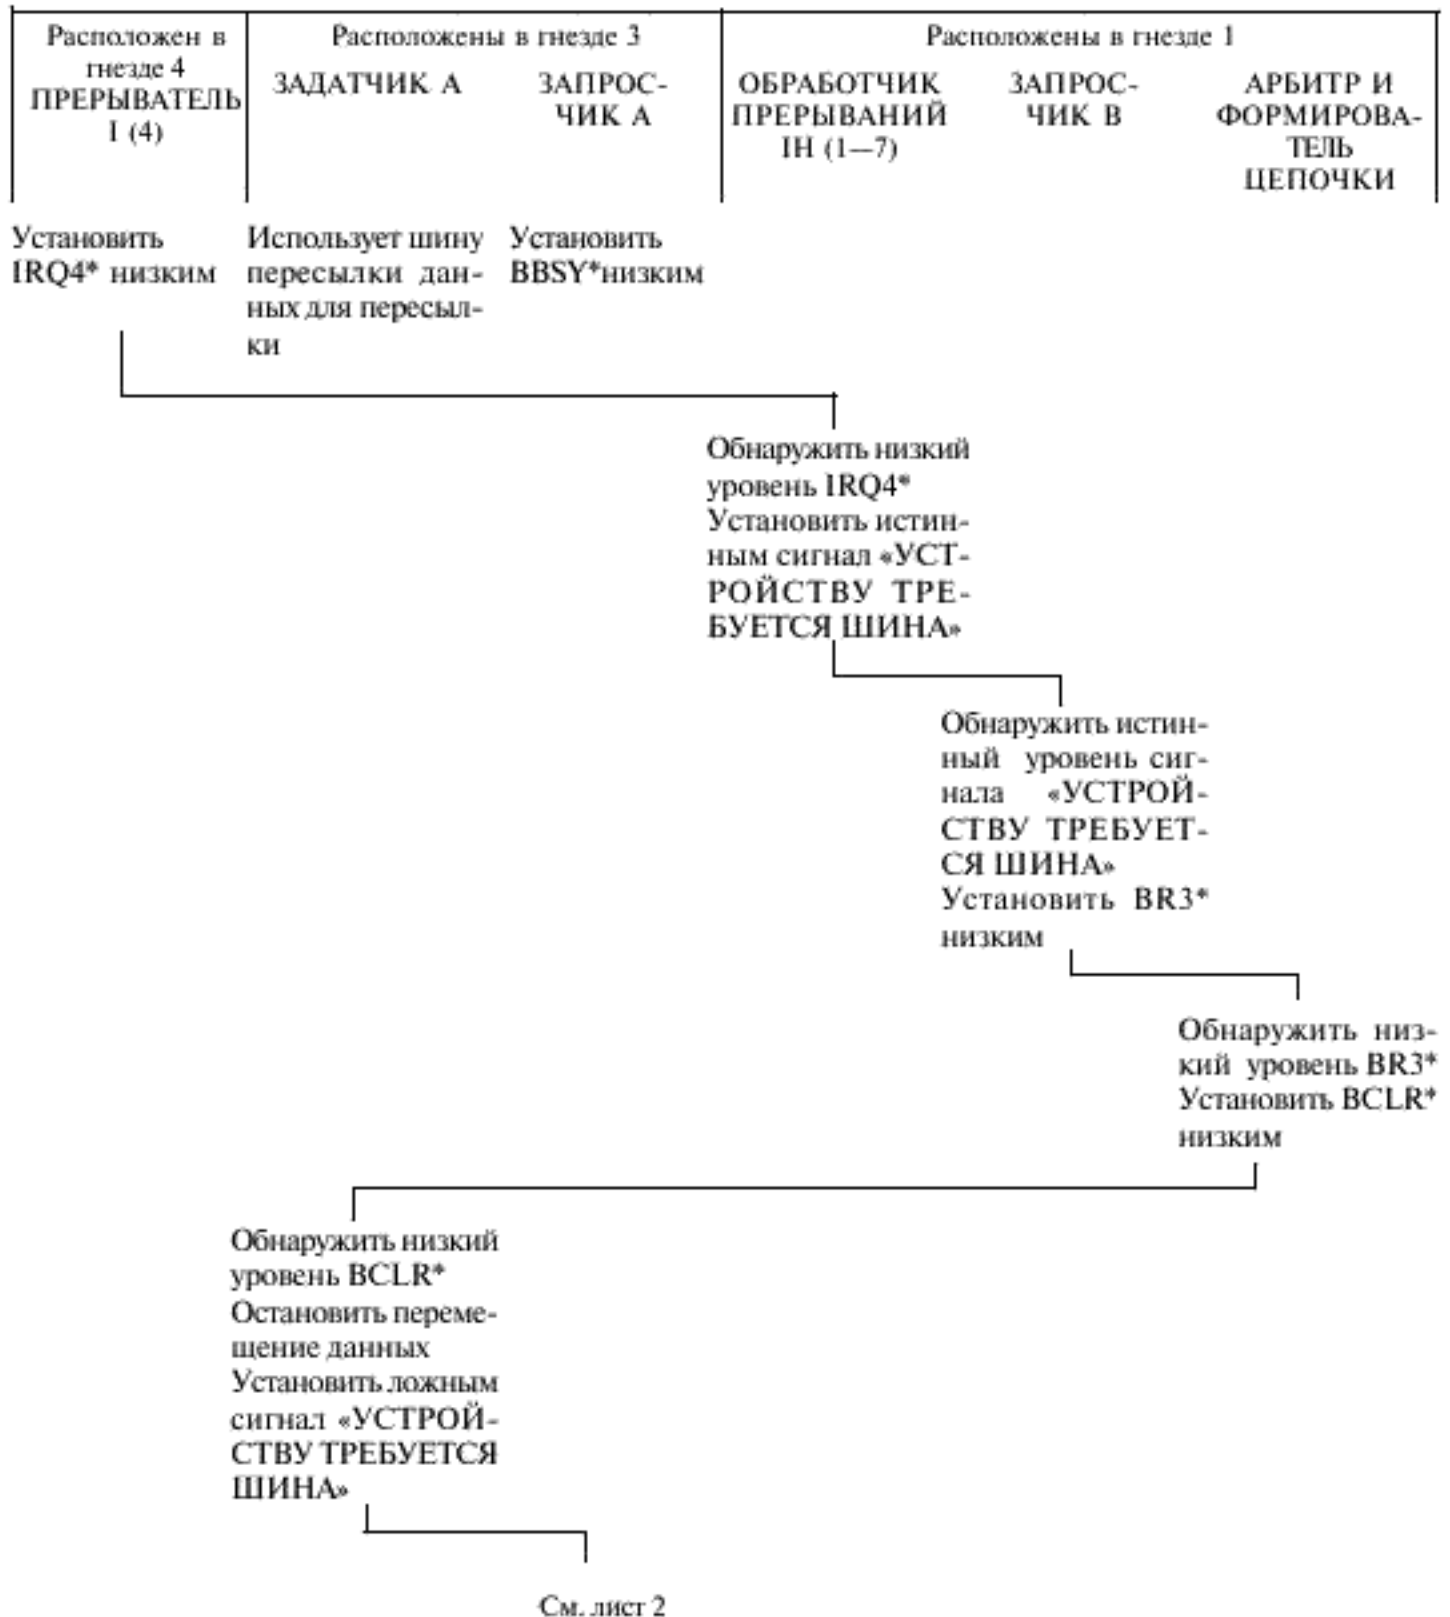 Расположен в
гнезде 4
ПРЕРЫВАТЕЛЬ
I (4)
Расположены в гнезде 3
ЗАДАТЧИК А
ЗАПРОС-
ЧИК А
Расположены в гнезде 1
ОБРАБОТЧИК
ПРЕРЫВАНИЙ
IH (1—7)
ЗАПРОС-
ЧИК В
АРБИТР И
ФОРМИРОВА-
ТЕЛЬ
ЦЕПОЧКИ
Установить
IRQ4* низким
Использует шину
пересылки дан-
ных для пересыл-
ки
Установить
BBSY*низким
Обнаружить низкий
уровень IRQ4*
Установить истин-
ным сигнал «УСТ-
РОЙСТВУ ТРЕ-
БУЕТСЯ ШИНА»
Обнаружить истин-
ный уровень сиг-
нала «УСТРОЙ-
СТВУ ТРЕБУЕТ-
СЯ ШИНА»
Установить BR3*
низким
Обнаружить низ-
кий уровень BR3*
Установить BCLR*
низким
Обнаружить низкий
уровень BCLR*
Остановить переме-
щение данных
Установить ложным
сигнал «УСТРОЙ-
СТВУ ТРЕБУЕТСЯ
ШИНА»
См. лист 2